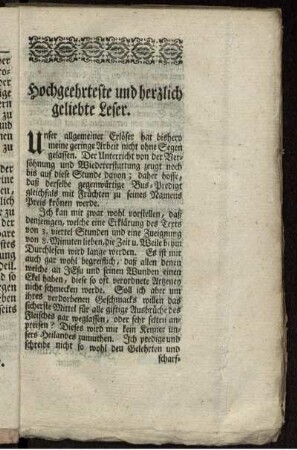 Hochgeehrteste und herzlich
geliebte Leser.
Unser allgemeiner Erlöser hat bishero
meine geringe Arbeit nicht ohne Segen
gelassen. Der Unterricht von der Ver-
söhnung und Wiedererstattung zeugt noch
bis auf diese Stunde davon; daher hoffe,
daß derselbe gegenwärtige Bus-Predigt
gleichfals mit Früchten zu seines Namens
Preis krönen werde.
Ich kan mir zwar wohl vorstellen, daß
denjenigen, welche eine Erklärung des Texts
von 3. viertel Stunden und eine Zueignung
von 8. Minuten lieben, die Zeit u. Weile beym
Durchlesen wird lange werden. Es ist mir
auch gar wohl begreiflich, daß allen denen
welche an JEsu und seinen Wunden einen
Ekel haben, diese so oft verordnete Artzeney
nicht schmecken werde. Soll ich aber um
ihres verdorbenen Geschmacks willen das
sicherste Mittel für alle giftige Ausbrüche des
Fleisches gar weglassen, oder sehr selten an-
preisen? Dieses wird mir kein Kenner un-
sers Heilandes zumuthen. Ich predige und
schreibe nicht so wohl den Gelehrten und
scharf-